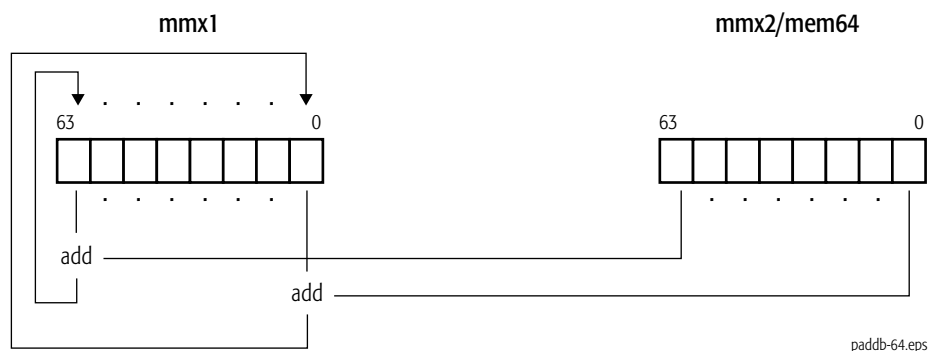 mmx1 mmx2/mem64
. . . . . .
63 0 63 0
. . . . . . . . . . . .
add
add
paddb-64.eps